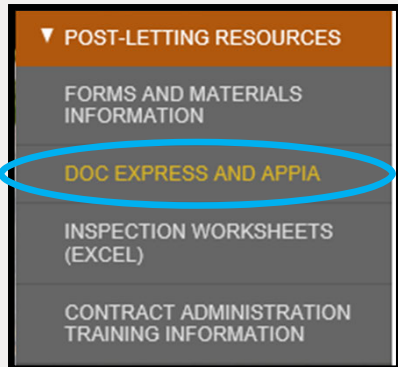 POST-LETTING RESOURCES
FORMS AND MATERIALS
INFORMATION
DOC EXPRESS AND APPIA
INSPECTION WORKSHEETS
(EXCEL)
CONTRACT ADMINISTRATION
TRAINING INFORMATION